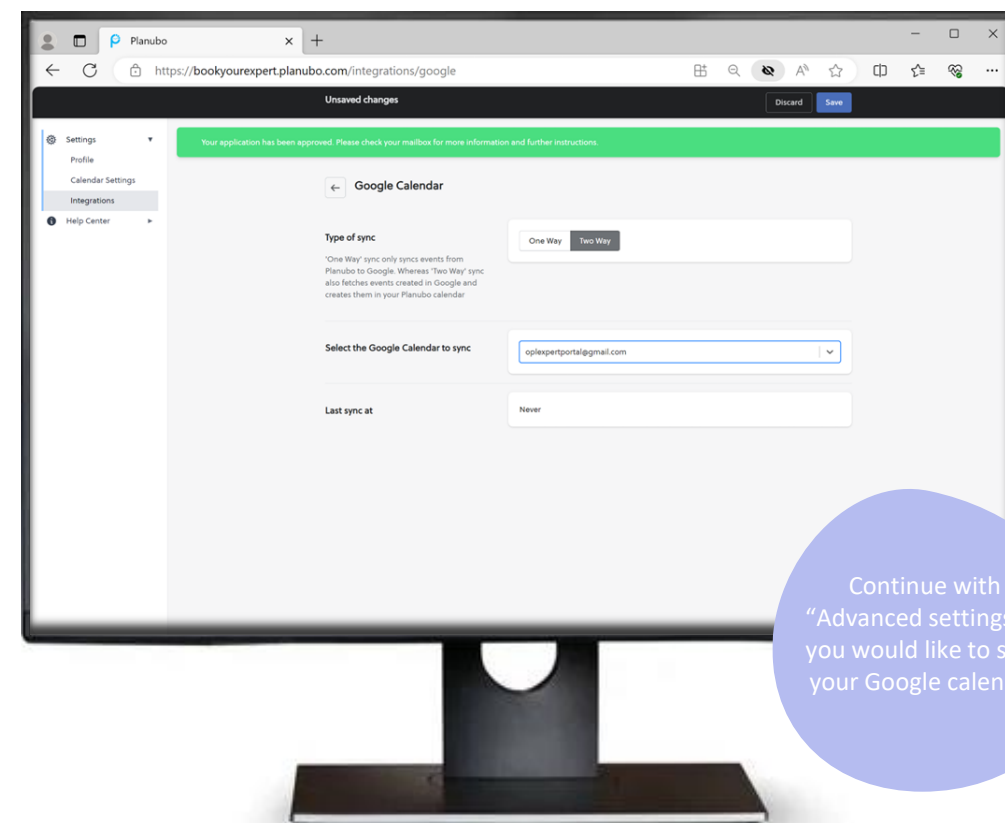 Planubo
https://bookyourexpert.planubo.com/integrations/google
Unsaved changes
Discard
Save
Settings
Profile
Calendar Settings
Integrations
Help Center
Your application has been approved. Please check your mailbox for more information and further instructions.
Google Calendar
Type of sync
'One Way' sync only syncs events from
Planubo to Google. Whereas 'Two Way' sync
also fetches events created in Google and
creates them in your Planubo calendar
One Way
Two Way
Select the Google Calendar to sync
oplexpertportal@gmail.com
Last sync at
Never
Continue with
“Advanced settings
you would like to
your Google